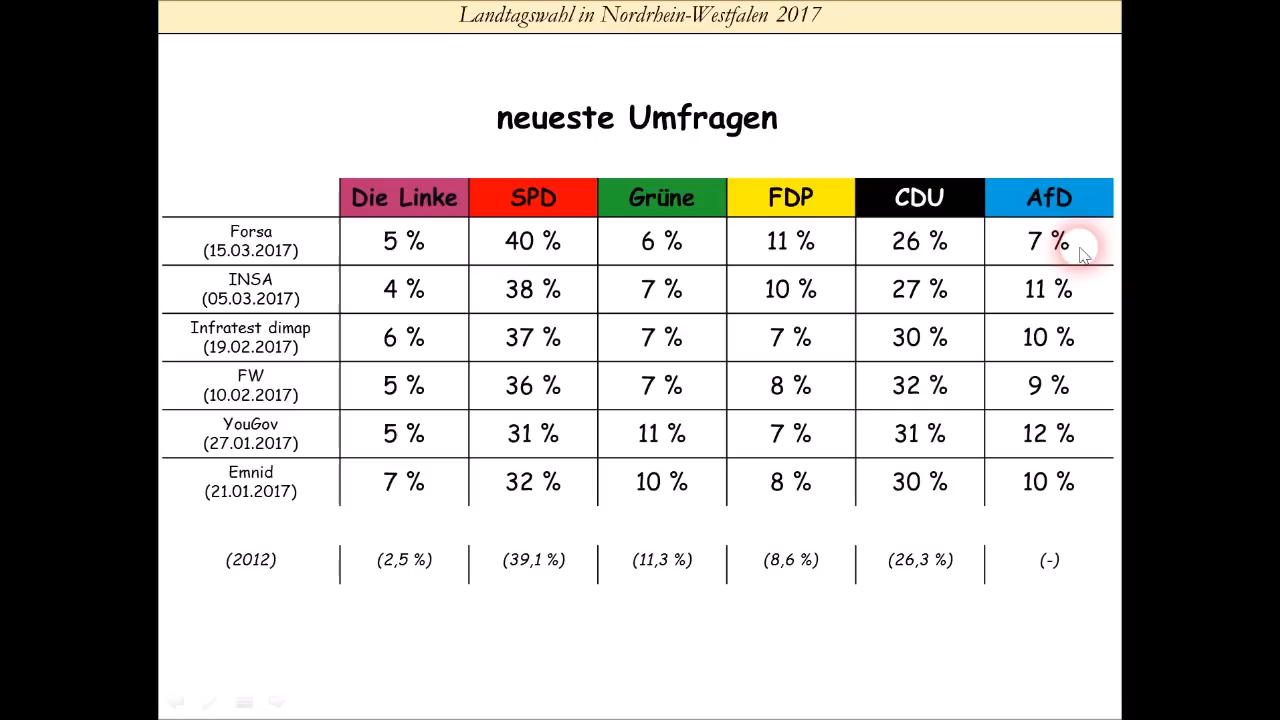 Landtagswahl in Nordrhein-Westfalen 2017
neueste Umfragen
Die Linke SPD Grüne FDP CDU AfD
Forsa
(15.03.2017) 5 % 40 % 6 % 11 % 26 % 7 %
INSA
(05.03.2017) 4 % 38 % 7 % 10 % 27 % 11 %
Infratest dimap
(19.02.2017) 6 % 37 % 7 % 7 % 30 % 10 %
FW
(10.02.2017) 5 % 36 % 7 % 8 % 32 % 9 %
YouGov
(27.01.2017) 5 % 31 % 11 % 7 % 31 % 12 %
Emnid
(21.01.2017) 7 % 32 % 10 % 8 % 30 % 10 %
(2012) (2,5 %) (39,1 %) (11,3 %) (8,6 %) (26,3 %) (-)